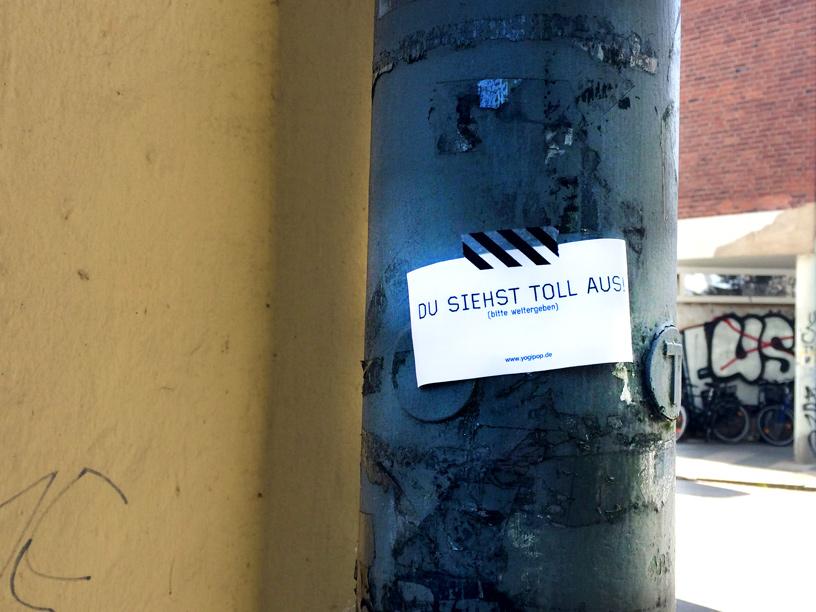 DU SIEHST TOLL AUS!
(bitte weitergeben)
www.yogipop.de
T